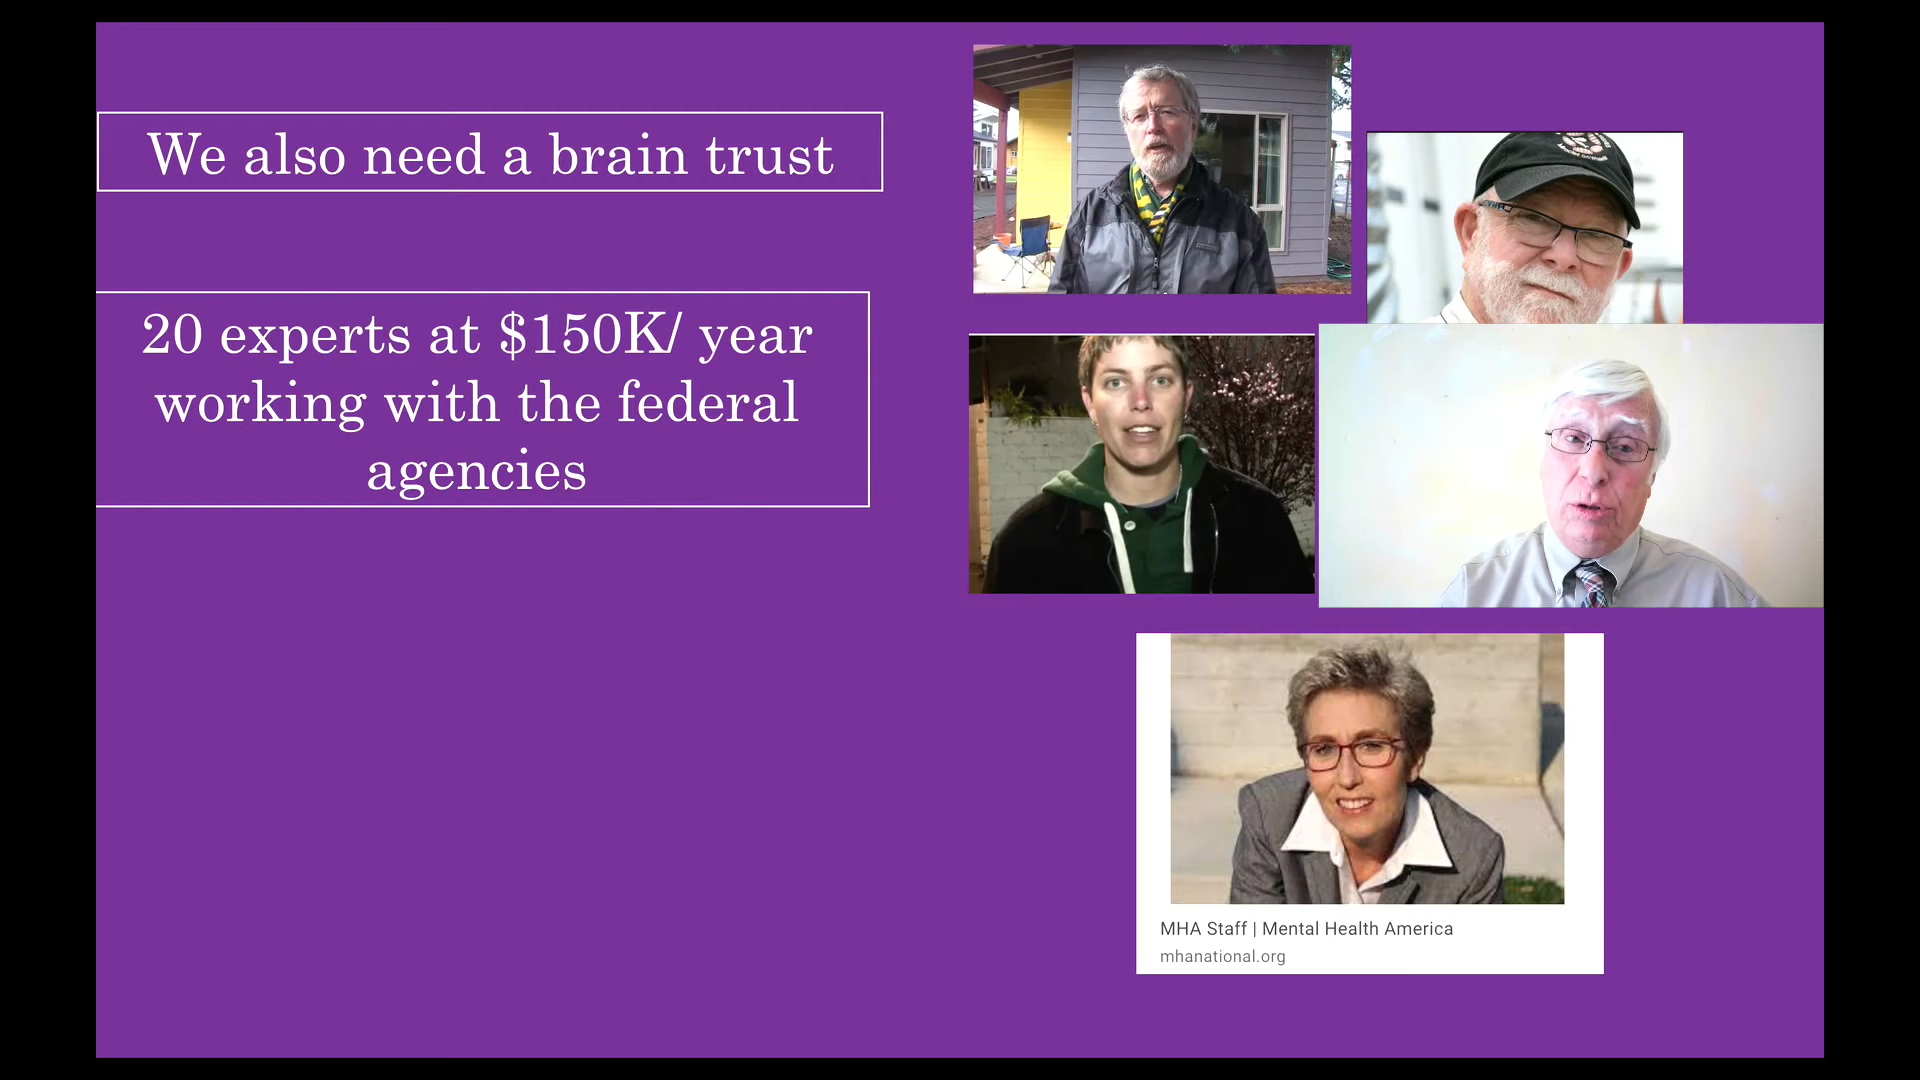 We also need a brain trust
20 experts at $150K/ year
working with the federal
agencies
MHA Staff | Mental Health America
mhanational.org